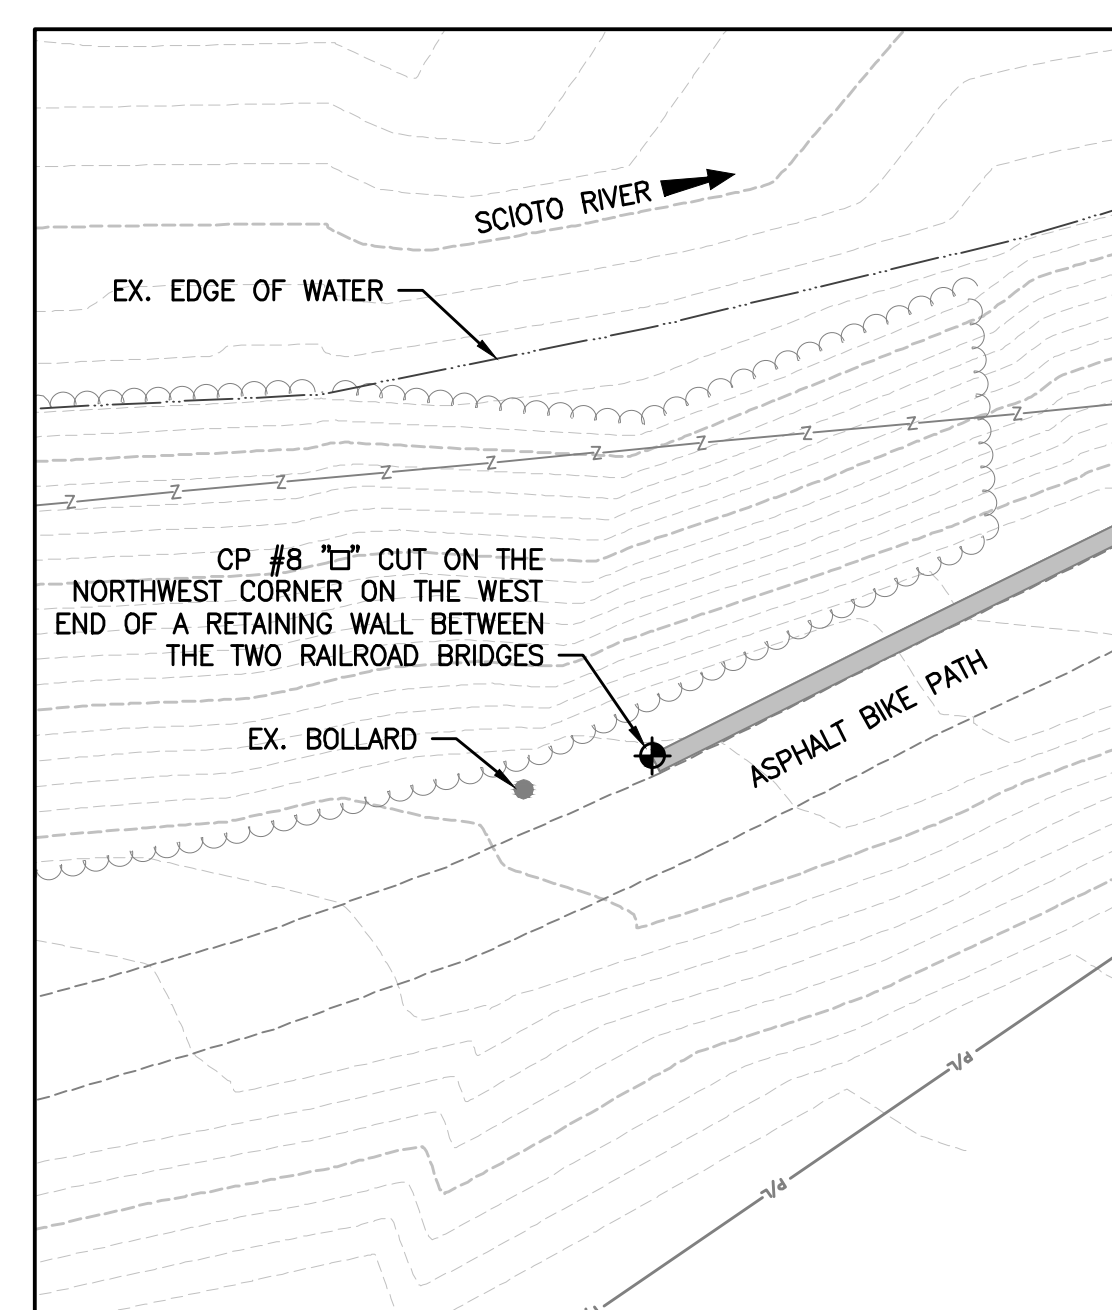 SCIOTO RIVER
EX. EDGE OF WATER
Z Z Z Z Z Z Z Z Z Z
CP #8 "□" CUT ON THE
NORTHWEST CORNER ON THE WEST
END OF A RETAINING WALL BETWEEN
THE TWO RAILROAD BRIDGES
ASPHALT BIKE PATH
EX. BOLLARD
P/L
P/L